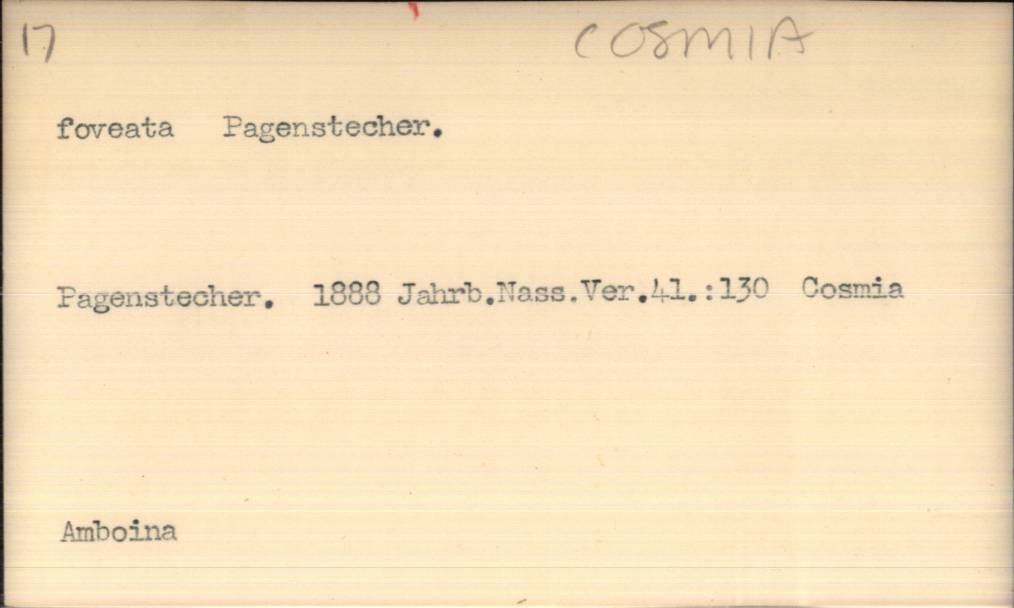 17 COSMIA
foveata Pagenstecher.
Pagenstecher. 1888 Jahrb.Nass.Ver.41.:130 Cosmia
Amboina